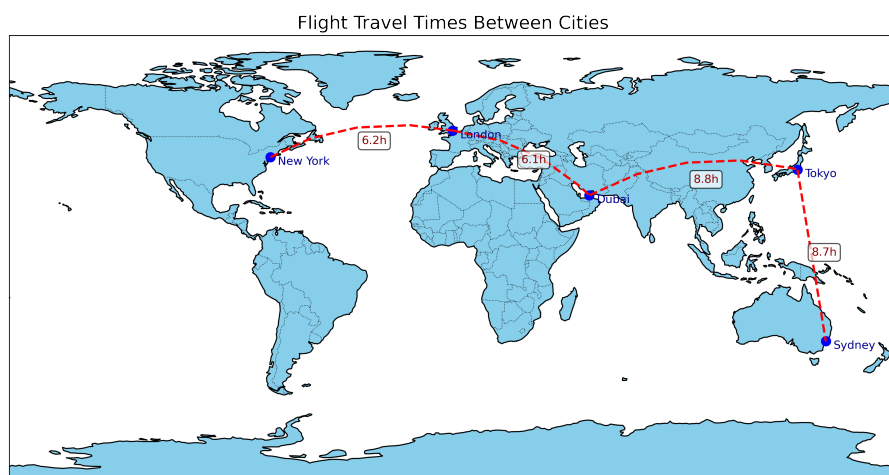 Flight Travel Times Between Cities
London
6.2h
New York
6.1h
Dubai
8.8h
Tokyo
8.7h
Sydney